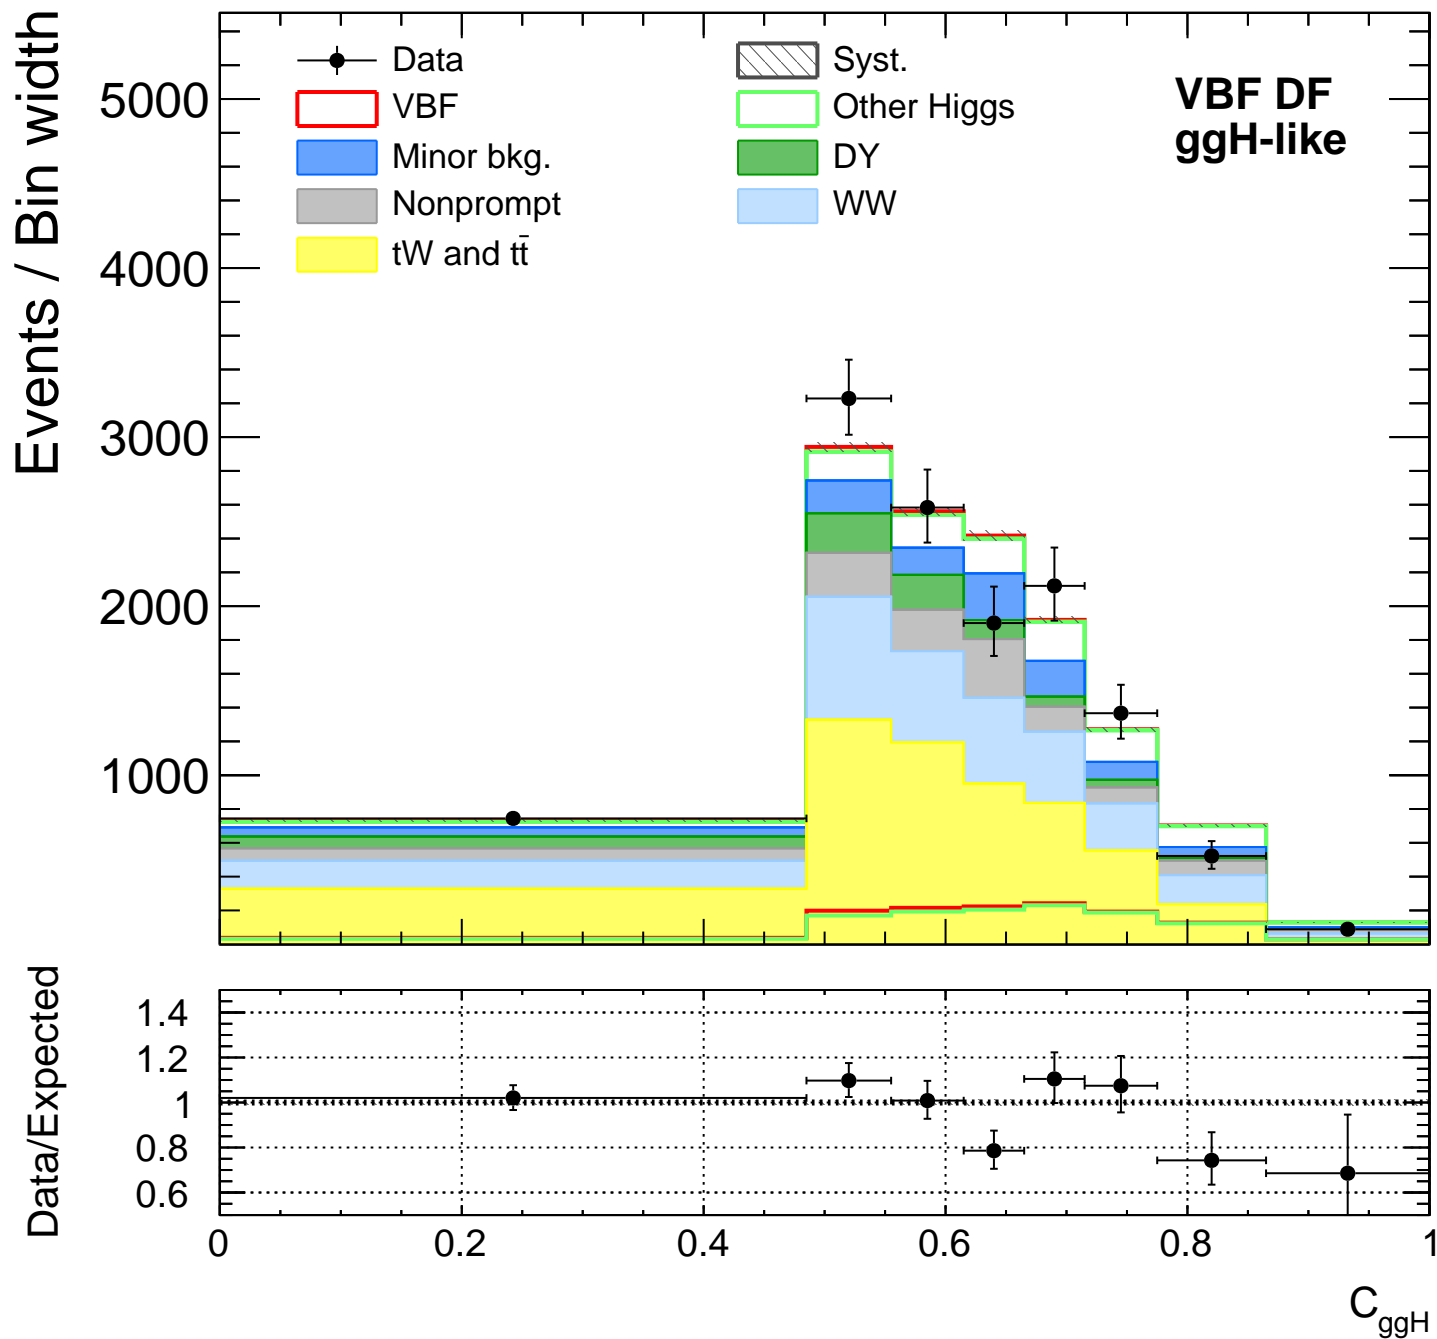 Events / Bin width
5000
4000
3000
2000
1000
Data
Syst.
VBF
Other Higgs
Minor bkg.
DY
Nonprompt
WW
tW and tt̄
VBF DF
ggH-like
Data/Expected
1.4
1.2
1
0.8
0.6
0 0.2 0.4 0.6 0.8 1
C_ggH